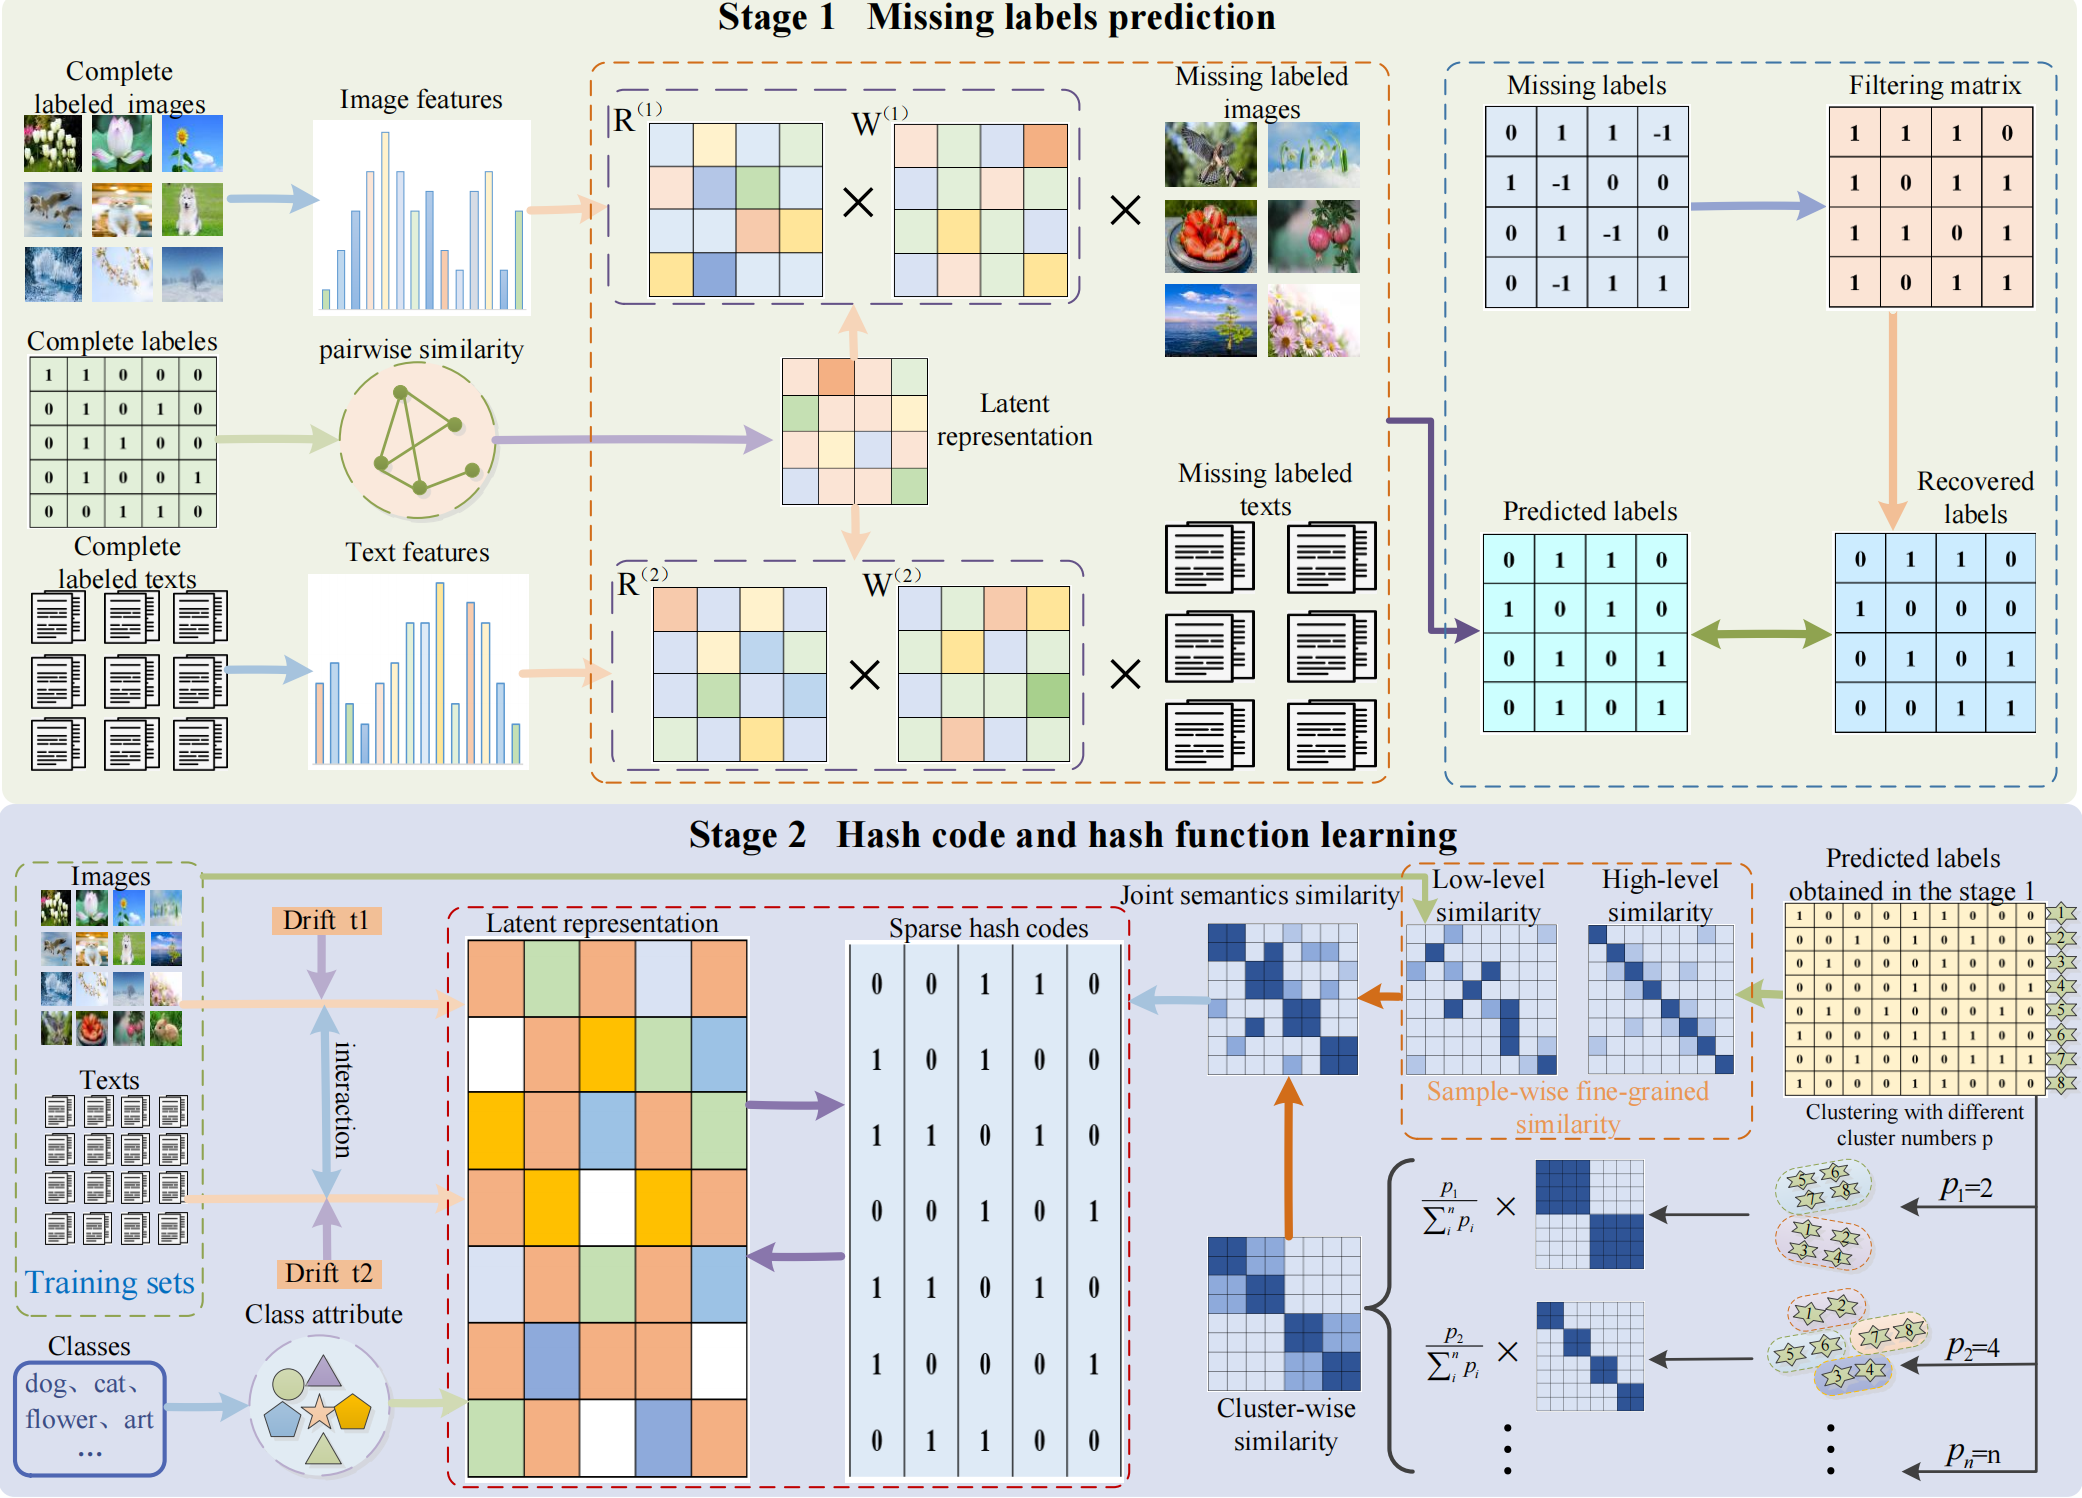 Stage 1 Missing labels prediction
Complete
labeled images
Image features
Complete labeles
1 1 0 0 0
0 1 0 1 0
0 1 1 0 0
0 1 0 0 1
0 0 1 1 0
pairwise similarity
Complete
labeled texts
Text features
R(1)
W(1)
×
×
Missing labeled
images
Latent
representation
R(2)
W(2)
×
×
Missing labeled
texts
Missing labels
0 1 1 -1
1 -1 0 0
0 1 -1 0
0 -1 1 1
Filtering matrix
1 1 1 0
1 0 1 1
1 1 0 1
1 0 1 1
Predicted labels
0 1 1 0
1 0 1 0
0 1 0 1
0 1 0 1
Recovered
labels
0 1 1 0
1 0 0 0
0 1 0 1
0 0 1 1
Stage 2 Hash code and hash function learning
Images
Texts
Training sets
Classes
dog、cat、
flower、art
...
Drift t1
interaction
Drift t2
Class attribute
Latent representation
Sparse hash codes
0 0 1 1 0
1 0 1 0 0
1 1 0 1 0
0 0 1 0 1
1 1 0 1 0
1 0 0 0 1
0 1 1 0 0
Joint semantics similarity
Low-level
similarity
High-level
similarity
Sample-wise fine-grained
similarity
Predicted labels
obtained in the stage 1
1 0 0 0 1 1 0 0 0 1
0 0 1 0 1 0 1 0 0 2
0 1 0 0 0 1 0 0 0 3
0 0 0 0 1 0 0 0 1 4
0 1 0 1 0 0 0 1 0 5
1 0 0 0 1 1 1 0 0 6
0 0 1 0 0 0 1 1 1 7
1 0 0 0 1 1 0 0 0 8
Clustering with different
cluster numbers p
Cluster-wise
similarity
p1
∑i^n pi
×
5 6
7 8
1 2
3 4
p1=2
p2
∑i^n pi
×
1 2
7 8
5 6
3 4
p2=4
pn=n